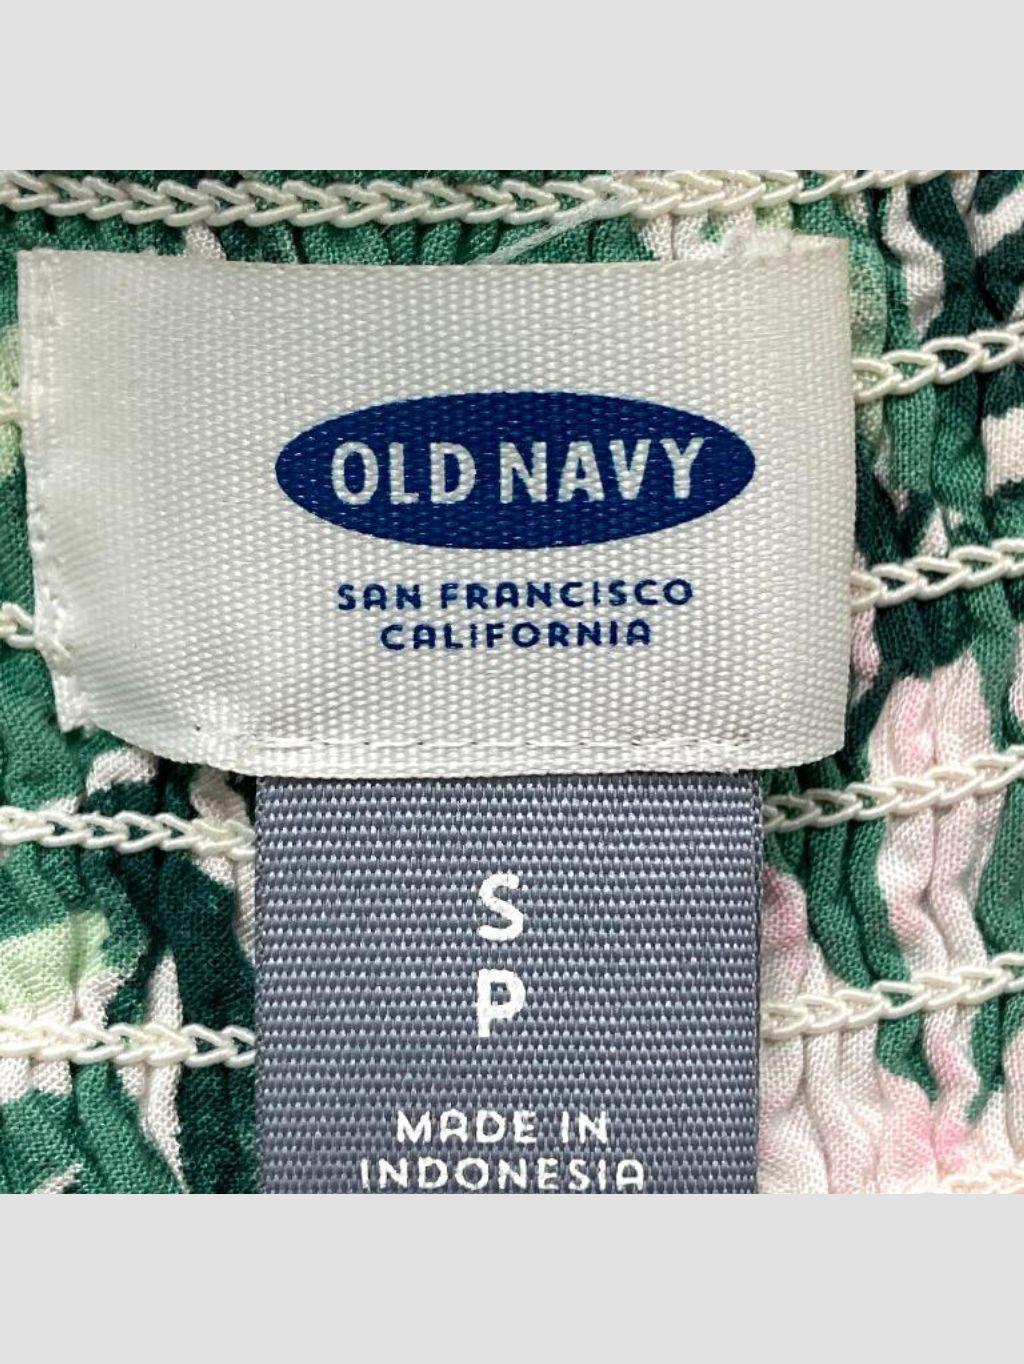 OLD NAVY
SAN FRANCISCO
CALIFORNIA
S
P
MADE IN
INDONESIA